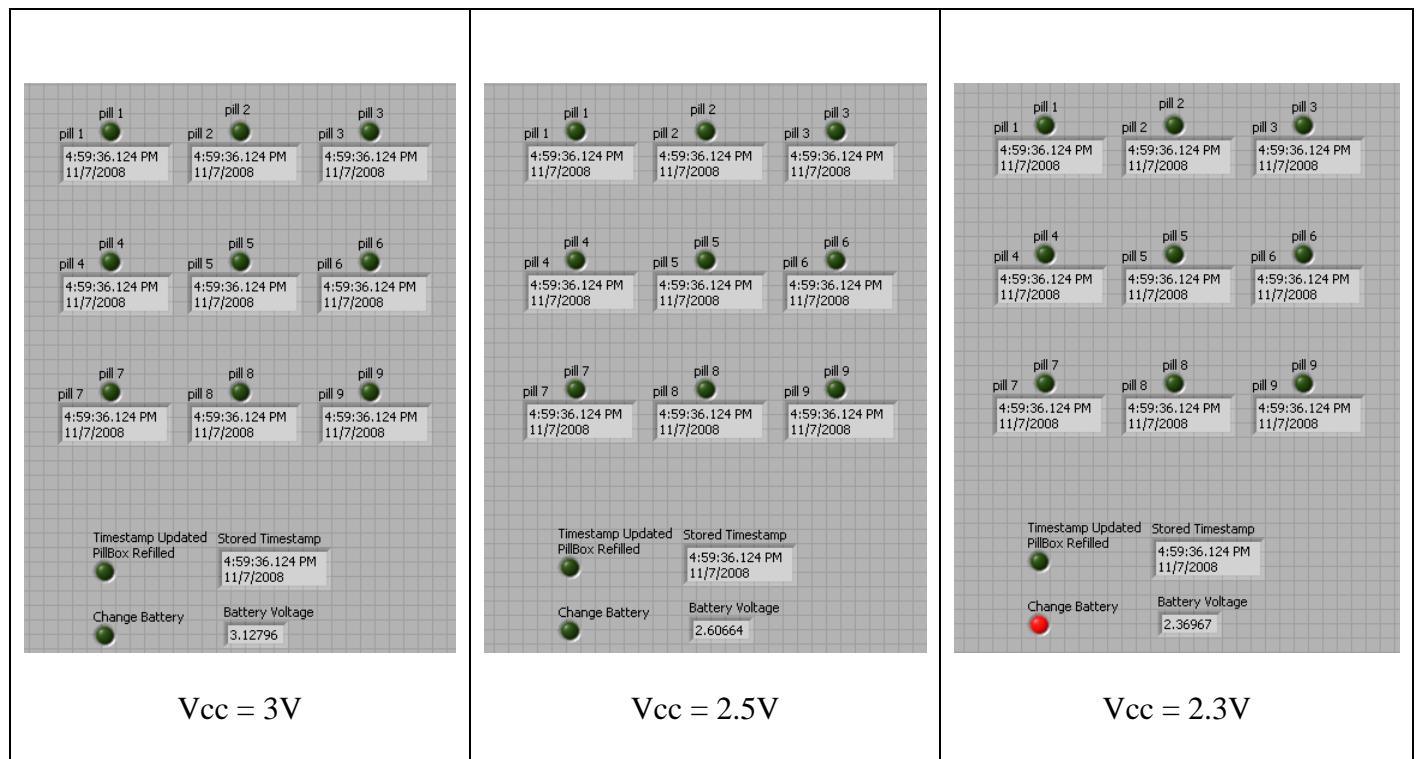 pill 1 pill 2 pill 3
pill 1 pill 2 pill 3
4:59:36.124 PM 4:59:36.124 PM 4:59:36.124 PM
11/7/2008 11/7/2008 11/7/2008
pill 4 pill 5 pill 6
pill 4 pill 5 pill 6
4:59:36.124 PM 4:59:36.124 PM 4:59:36.124 PM
11/7/2008 11/7/2008 11/7/2008
pill 7 pill 8 pill 9
pill 7 pill 8 pill 9
4:59:36.124 PM 4:59:36.124 PM 4:59:36.124 PM
11/7/2008 11/7/2008 11/7/2008
Timestamp Updated Stored Timestamp
PillBox Refilled
4:59:36.124 PM
11/7/2008
Change Battery Battery Voltage
3.12796
Vcc = 3V
pill 1 pill 2 pill 3
pill 1 pill 2 pill 3
4:59:36.124 PM 4:59:36.124 PM 4:59:36.124 PM
11/7/2008 11/7/2008 11/7/2008
pill 4 pill 5 pill 6
pill 4 pill 5 pill 6
4:59:36.124 PM 4:59:36.124 PM 4:59:36.124 PM
11/7/2008 11/7/2008 11/7/2008
pill 7 pill 8 pill 9
pill 7 pill 8 pill 9
4:59:36.124 PM 4:59:36.124 PM 4:59:36.124 PM
11/7/2008 11/7/2008 11/7/2008
Timestamp Updated Stored Timestamp
PillBox Refilled
4:59:36.124 PM
11/7/2008
Change Battery Battery Voltage
2.60664
Vcc = 2.5V
pill 1 pill 2 pill 3
pill 1 pill 2 pill 3
4:59:36.124 PM 4:59:36.124 PM 4:59:36.124 PM
11/7/2008 11/7/2008 11/7/2008
pill 4 pill 5 pill 6
pill 4 pill 5 pill 6
4:59:36.124 PM 4:59:36.124 PM 4:59:36.124 PM
11/7/2008 11/7/2008 11/7/2008
pill 7 pill 8 pill 9
pill 7 pill 8 pill 9
4:59:36.124 PM 4:59:36.124 PM 4:59:36.124 PM
11/7/2008 11/7/2008 11/7/2008
Timestamp Updated Stored Timestamp
PillBox Refilled
4:59:36.124 PM
11/7/2008
Change Battery Battery Voltage
2.36967
Vcc = 2.3V